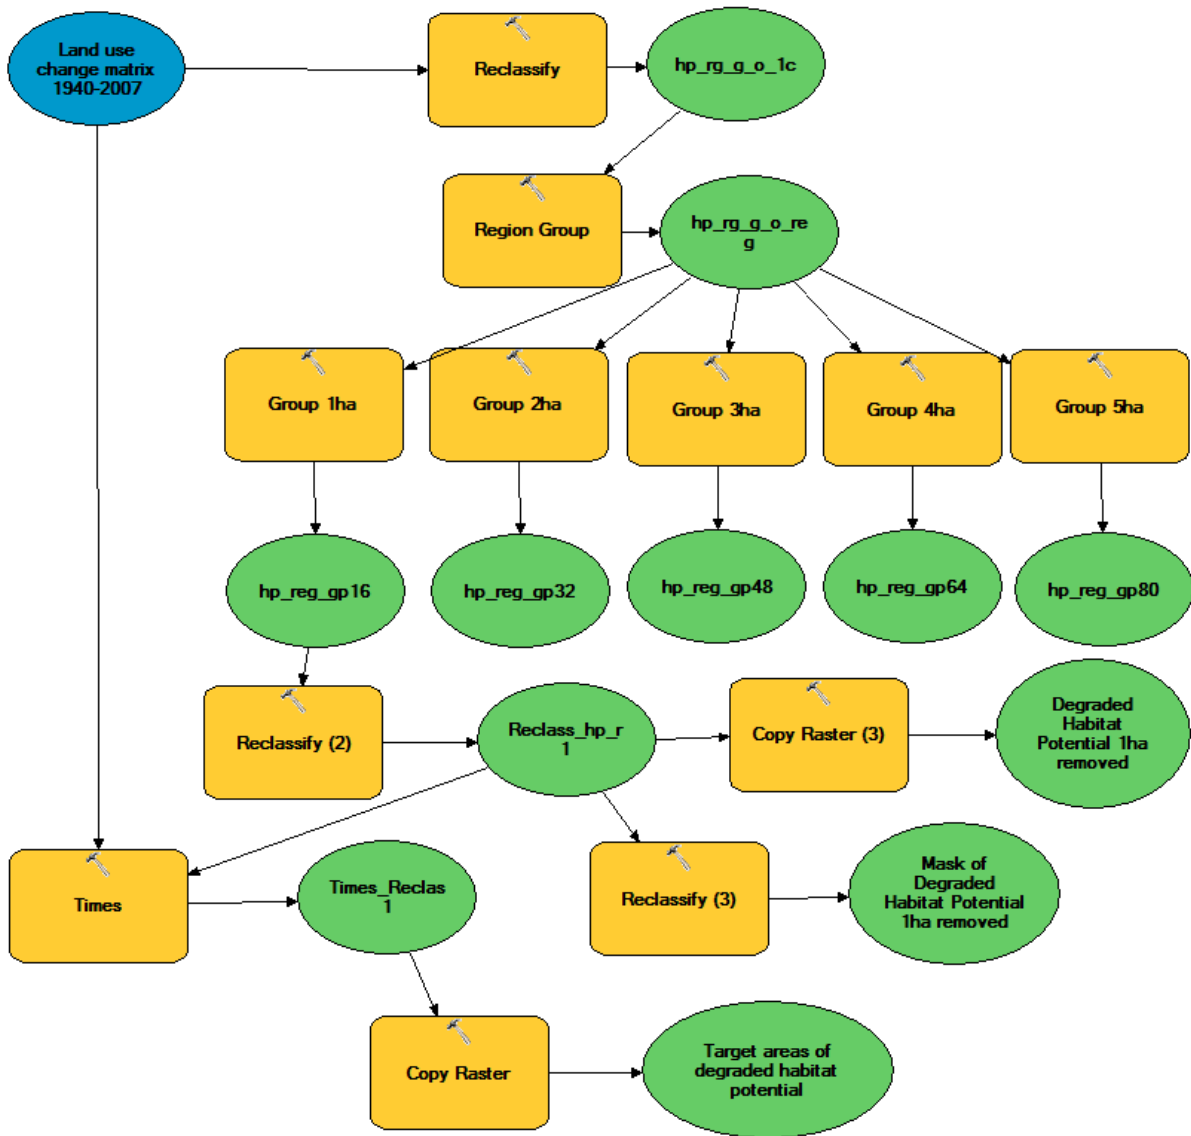 Land use
change matrix
1940-2007
Reclassify
hp_rg_g_o_1c
Region Group
hp_rg_g_o_re
g
Group 1ha
Group 2ha
Group 3ha
Group 4ha
Group 5ha
hp_reg_gp16
hp_reg_gp32
hp_reg_gp48
hp_reg_gp64
hp_reg_gp80
Reclassify (2)
Reclass_hp_r
1
Copy Raster (3)
Degraded
Habitat
Potential 1ha
removed
Times
Times_Reclas
1
Reclassify (3)
Mask of
Degraded
Habitat Potential
1ha removed
Copy Raster
Target areas of
degraded habitat
potential